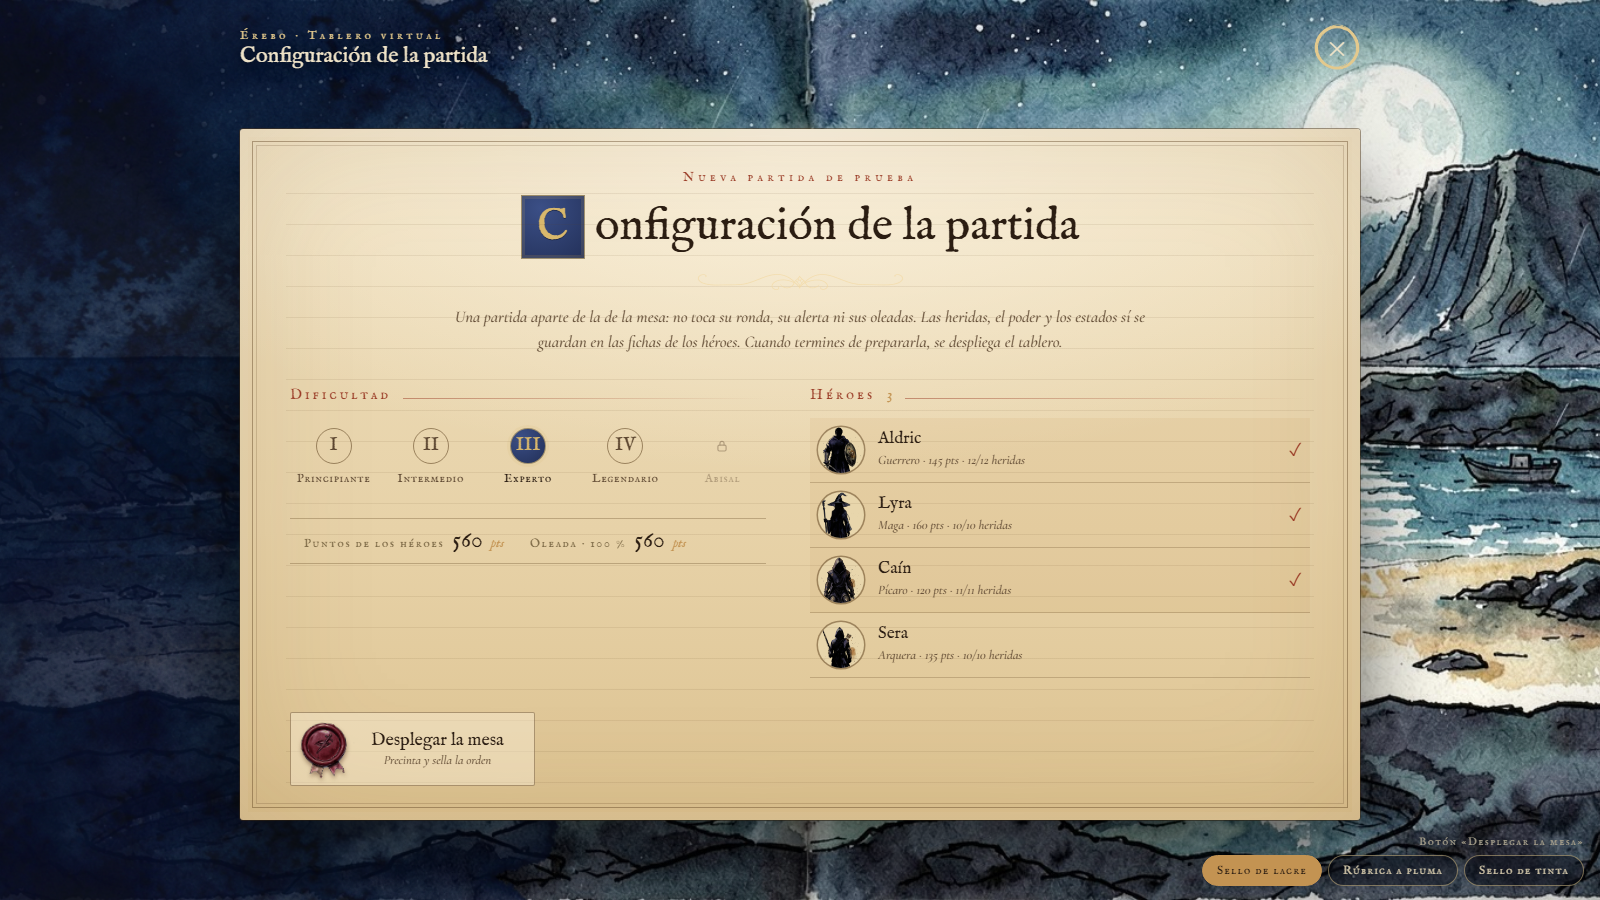 Érebo · Tablero virtual
Configuración de la partida
Nueva partida de prueba
Configuración de la partida
Una partida aparte de la de la mesa: no toca su ronda, su alerta ni sus oleadas. Las heridas, el poder y los estados sí se
guardan en las fichas de los héroes. Cuando termines de prepararla, se despliega el tablero.
Dificultad
I II III IV
Principiante Intermedio Experto Legendario Abisal
Puntos de los héroes 560 pts Oleada · 100 % 560 pts
Héroes 3
Aldric
Guerrero · 145 pts · 12/12 heridas
Lyra
Maga · 160 pts · 10/10 heridas
Caín
Pícaro · 120 pts · 11/11 heridas
Sera
Arquera · 135 pts · 10/10 heridas
Desplegar la mesa
Precinta y sella la orden
Botón «Desplegar la mesa»
Sello de lacre Rúbrica a pluma Sello de tinta